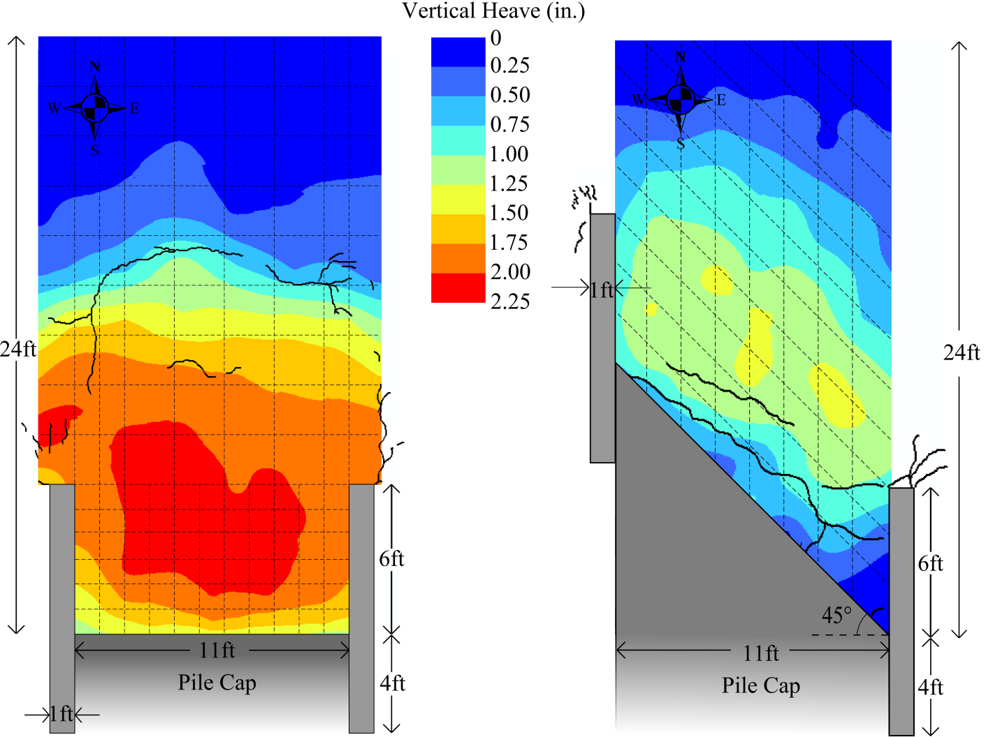 Vertical Heave (in.)
0
0.25
0.50
0.75
1.00
1.25
1.50
1.75
2.00
2.25
N
W E
S
24ft
6ft
11ft
Pile Cap
4ft
1ft
N
W E
S
1ft
24ft
6ft
45°
11ft
Pile Cap
4ft